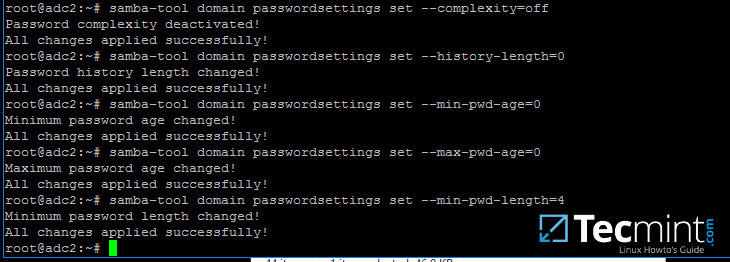 root@adc2:~# samba-tool domain passwordsettings set --complexity=off
Password complexity deactivated!
All changes applied successfully!
root@adc2:~# samba-tool domain passwordsettings set --history-length=0
Password history length changed!
All changes applied successfully!
root@adc2:~# samba-tool domain passwordsettings set --min-pwd-age=0
Minimum password age changed!
All changes applied successfully!
root@adc2:~# samba-tool domain passwordsettings set --max-pwd-age=0
Maximum password age changed!
All changes applied successfully!
root@adc2:~# samba-tool domain passwordsettings set --min-pwd-length=4
Minimum password length changed!
All changes applied successfully!
root@adc2:~#
Tecmint.com
Linux Howto's Guide